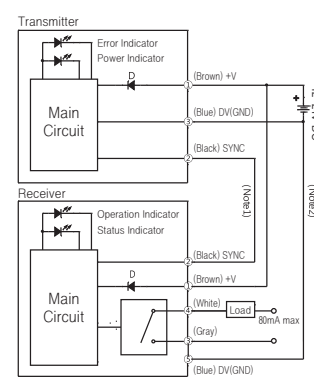 Transmitter
Error Indicator
Power Indicator
D
(Brown) +V
1
+
Main
Circuit
(Blue) DV(GND)
3
(Black) SYNC
2
(Note1)
(Note2)
Receiver
Operation Indicator
Status Indicator
(Black) SYNC
2
D
(Brown) +V
1
Main
Circuit
(White)
4
Load
80mA max
(Gray)
(Blue) DV(GND)
5